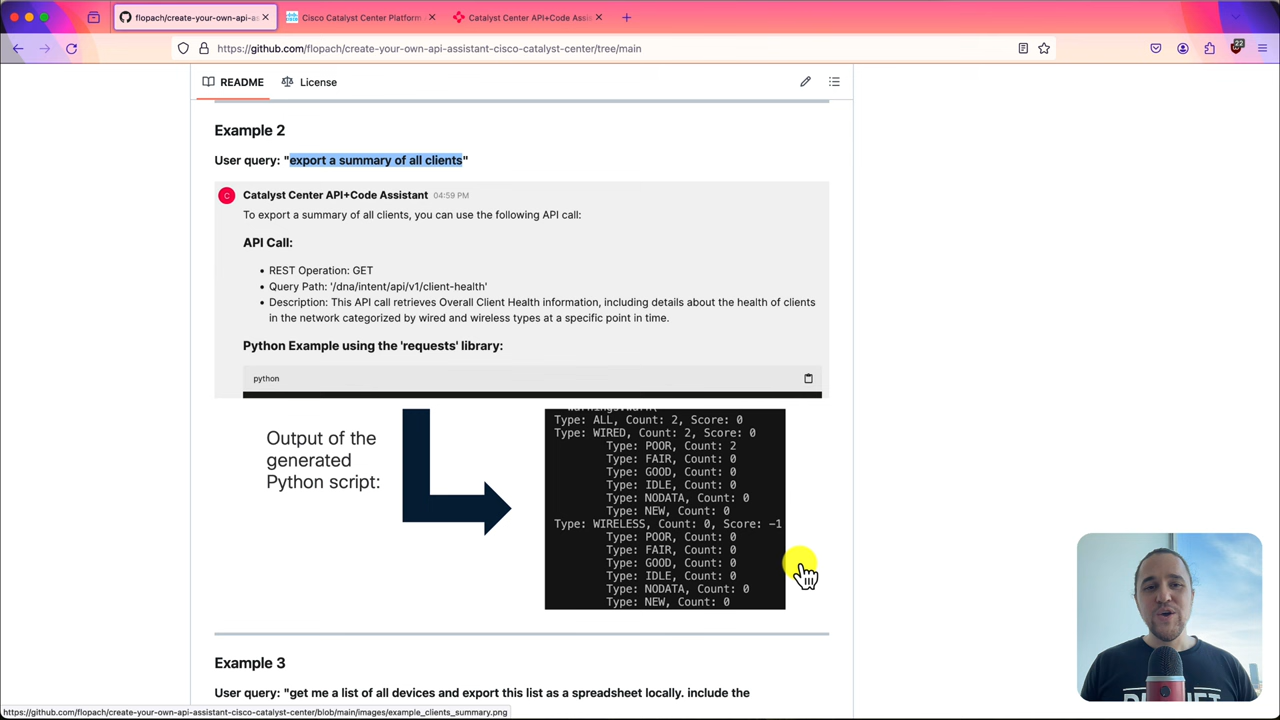 flopach/create-your-own-api-as
Cisco Catalyst Center Platform
Catalyst Center API+Code Assi
https://github.com/flopach/create-your-own-api-assistant-cisco-catalyst-center/tree/main
22
README
License
Example 2
User query: "export a summary of all clients"
C
Catalyst Center API+Code Assistant 04:59 PM
To export a summary of all clients, you can use the following API call:
API Call:
• REST Operation: GET
• Query Path: '/dna/intent/api/v1/client-health'
• Description: This API call retrieves Overall Client Health information, including details about the health of clients
in the network categorized by wired and wireless types at a specific point in time.
Python Example using the 'requests' library:
python
Output of the
generated
Python script:
warnings.warn(
Type: ALL, Count: 2, Score: 0
Type: WIRED, Count: 2, Score: 0
Type: POOR, Count: 2
Type: FAIR, Count: 0
Type: GOOD, Count: 0
Type: IDLE, Count: 0
Type: NODATA, Count: 0
Type: NEW, Count: 0
Type: WIRELESS, Count: 0, Score: -1
Type: POOR, Count: 0
Type: FAIR, Count: 0
Type: GOOD, Count: 0
Type: IDLE, Count: 0
Type: NODATA, Count: 0
Type: NEW, Count: 0
Example 3
User query: "get me a list of all devices and export this list as a spreadsheet locally. include the
https://github.com/flopach/create-your-own-api-assistant-cisco-catalyst-center/blob/main/images/example_clients_summary.png